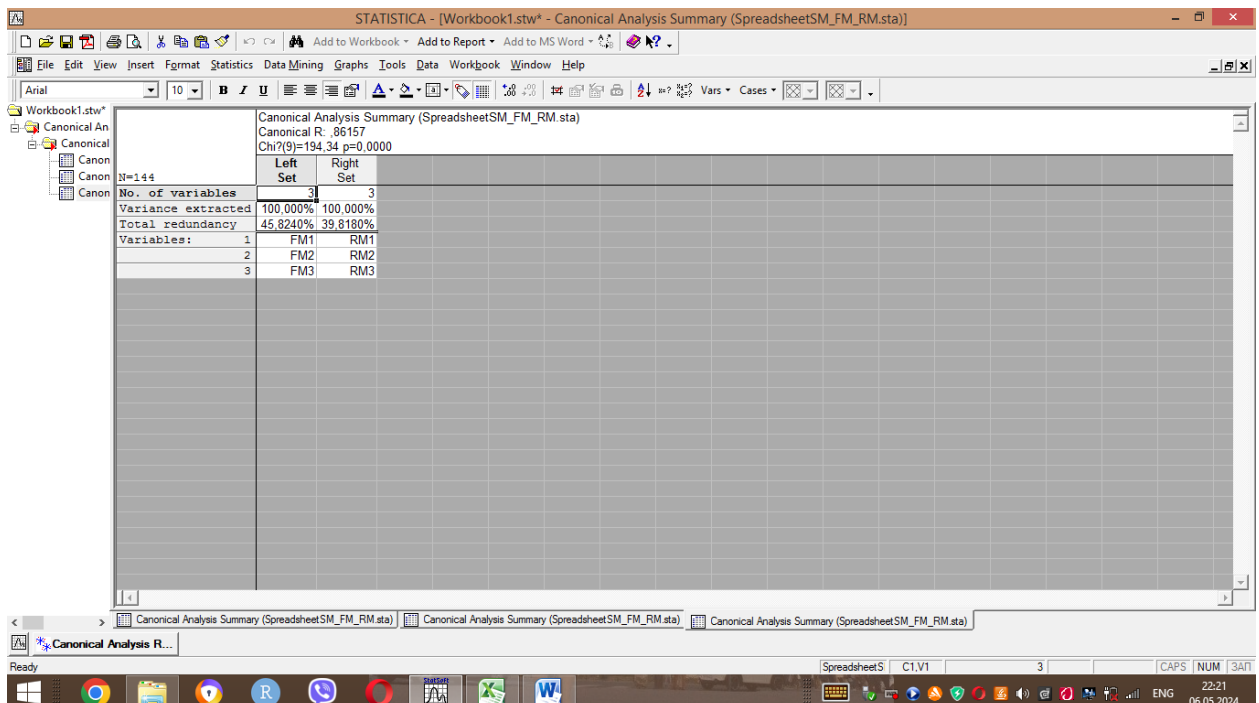 STATISTICA - [Workbook1.stw* - Canonical Analysis Summary (SpreadsheetSM_FM_RM.sta)]
Add to Workbook Add to Report Add to MS Word
File Edit View Insert Format Statistics Data Mining Graphs Tools Data Workbook Window Help
Arial 10 B I U Vars Cases
Workbook1.stw*
Canonical An
Canonical
Canon
Canon
Canon
Canonical Analysis Summary (SpreadsheetSM_FM_RM.sta)
Canonical R: ,86157
Chi?(9)=194,34 p=0,0000
N=144 Left Set Right Set
No. of variables 3 3
Variance extracted 100,000% 100,000%
Total redundancy 45,8240% 39,8180%
Variables: 1 FM1 RM1
2 FM2 RM2
3 FM3 RM3
Canonical Analysis Summary (SpreadsheetSM_FM_RM.sta) Canonical Analysis Summary (SpreadsheetSM_FM_RM.sta) Canonical Analysis Summary (SpreadsheetSM_FM_RM.sta)
Canonical Analysis R...
Ready SpreadsheetS C1,V1 3 CAPS NUM ЗАП
StatSoft
ENG 22:21
06.05.2024